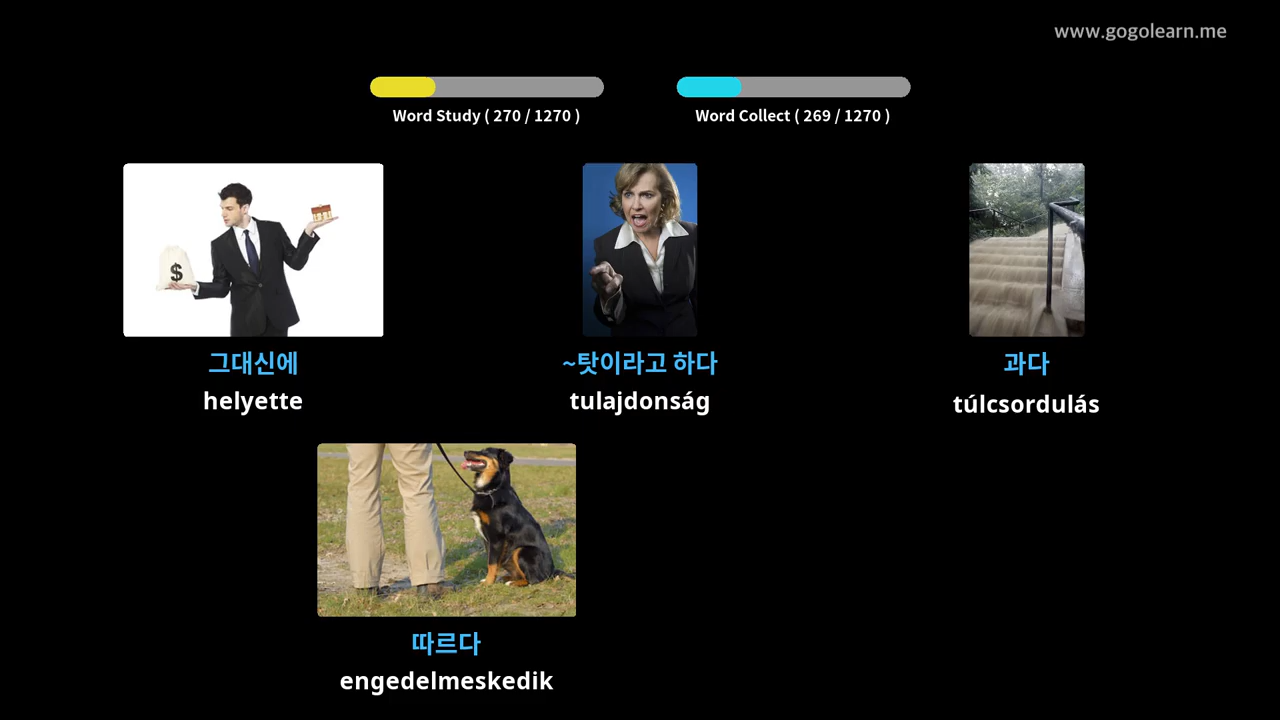 www.gogolearn.me
Word Study ( 270 / 1270 )
Word Collect ( 269 / 1270 )
$
그대신에
helyette
~탓이라고 하다
tulajdonság
과다
túlcsordulás
따르다
engedelmeskedik